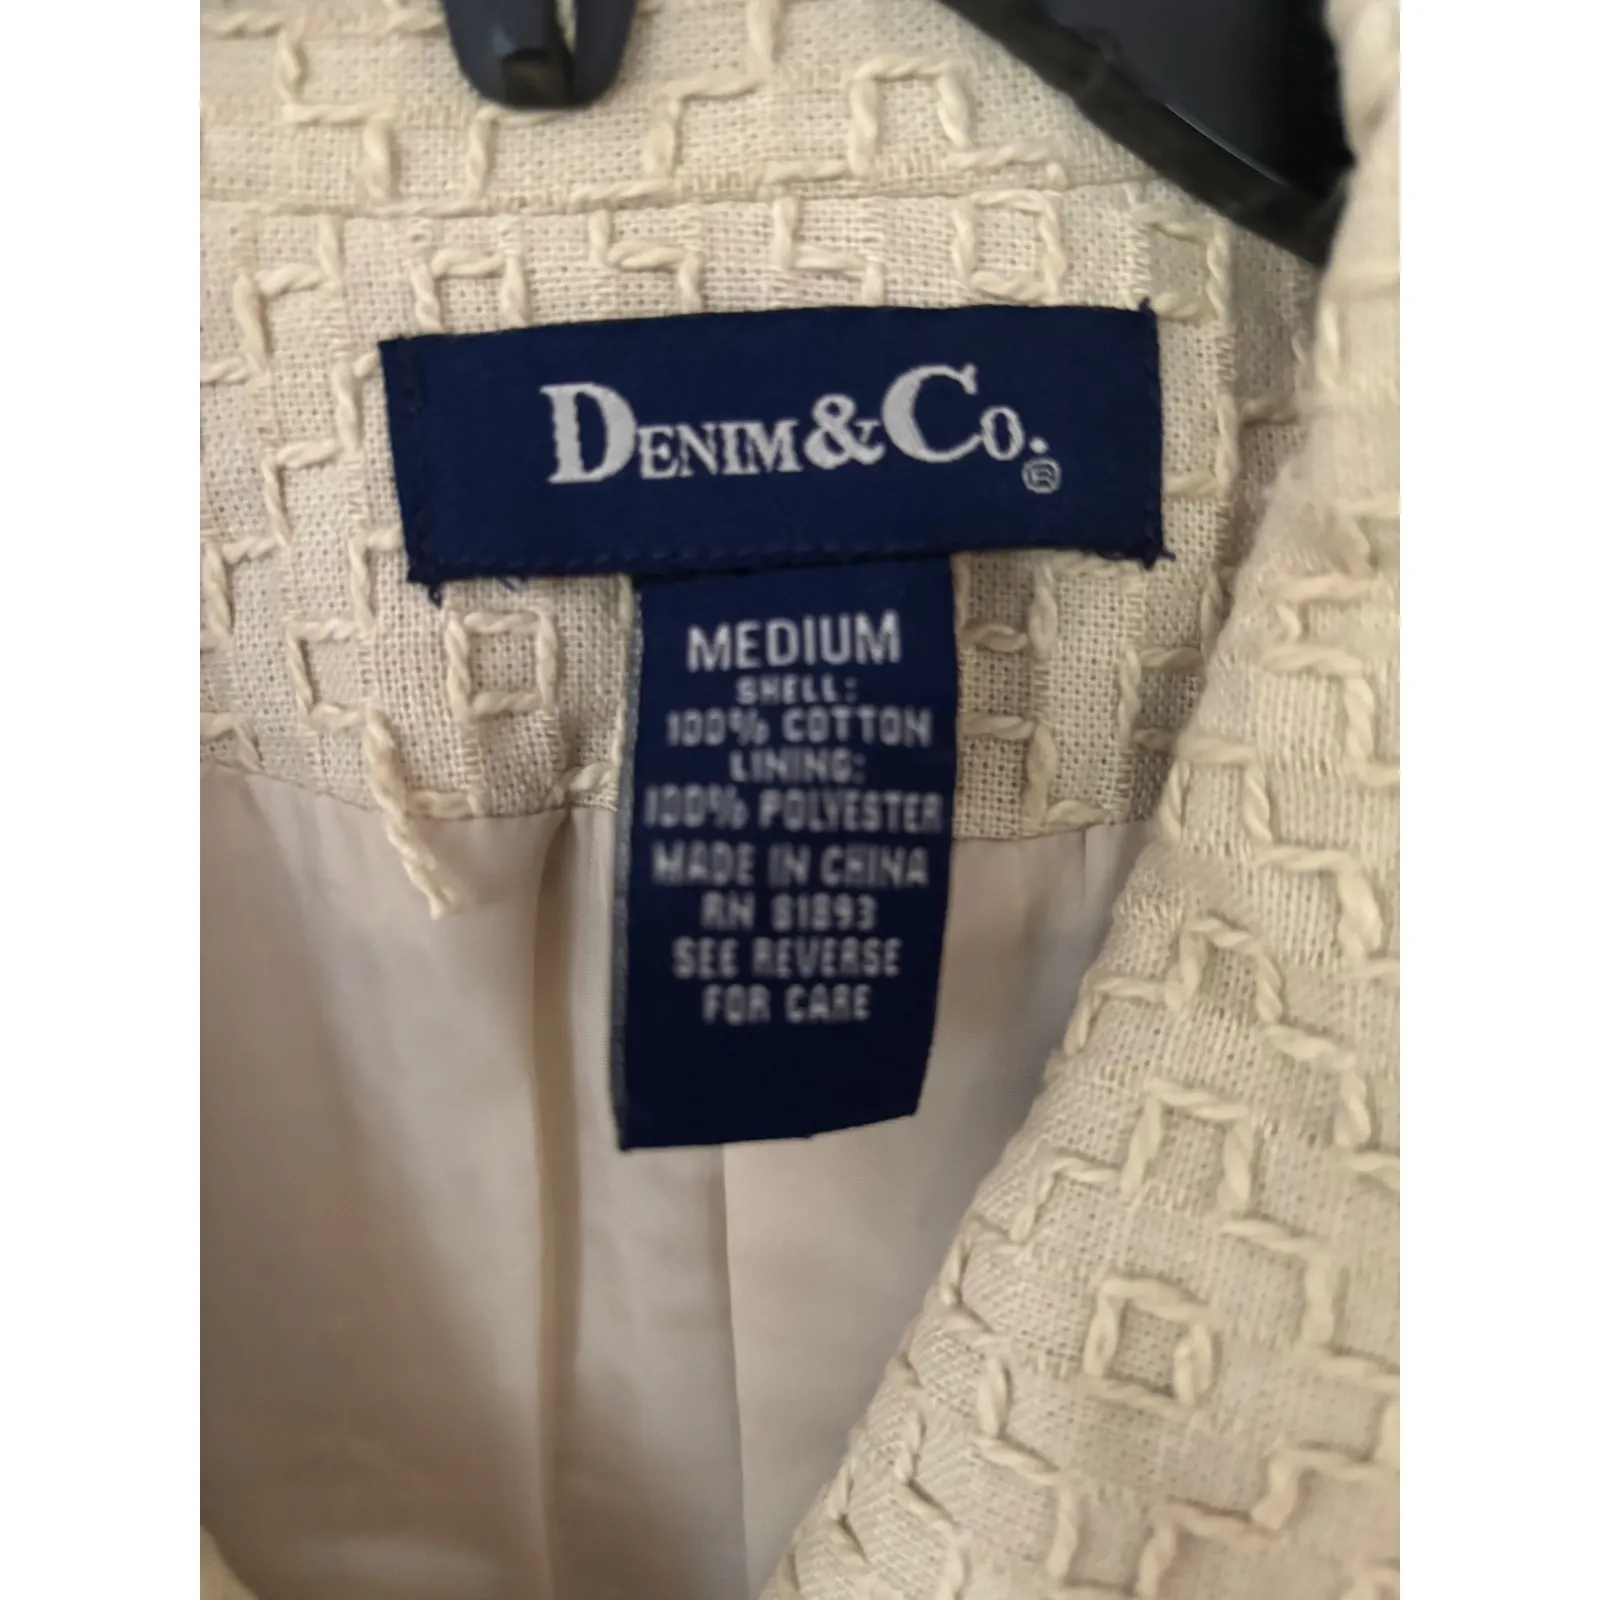 DENIM&CO.®
MEDIUM
SHELL:
100% COTTON
LINING:
100% POLYESTER
MADE IN CHINA
RN 81893
SEE REVERSE
FOR CARE